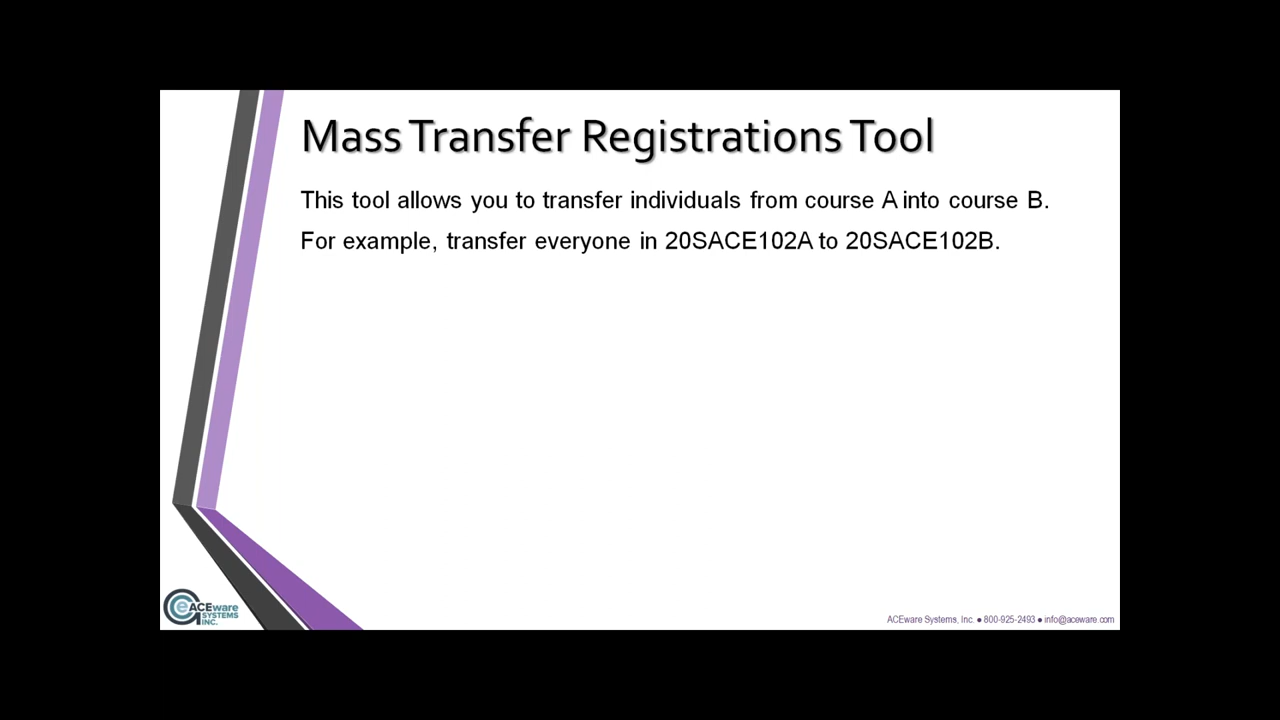 Mass Transfer Registrations Tool
This tool allows you to transfer individuals from course A into course B.
For example, transfer everyone in 20SACE102A to 20SACE102B.
ACEware
SYSTEMS
INC.
ACEware Systems, Inc. ● 800-925-2493 ● info@aceware.com